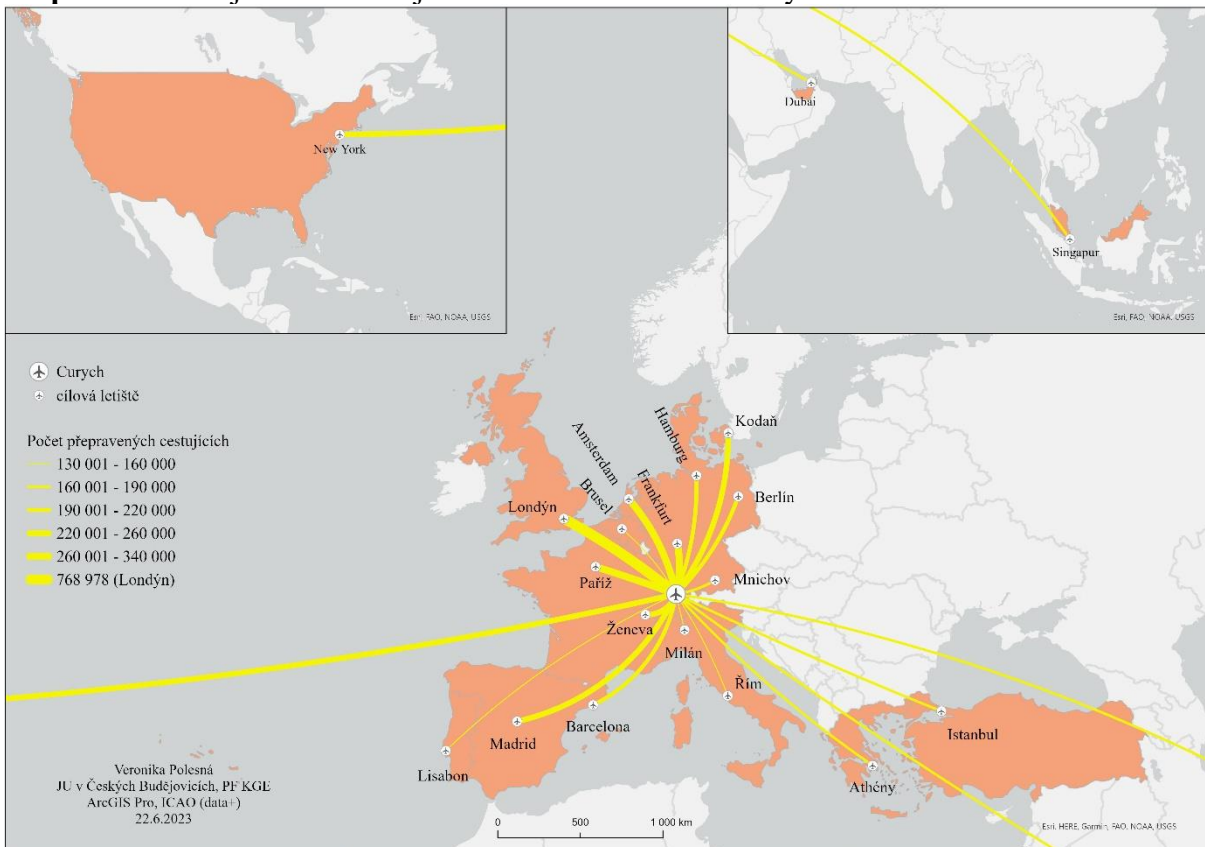 New York
Esri, FAO, NOAA, USGS
Dubai
Singapur
Esri, FAO, NOAA, USGS
Curych
cílová letiště
Počet přepravených cestujících
130 001 - 160 000
160 001 - 190 000
190 001 - 220 000
220 001 - 260 000
260 001 - 340 000
768 978 (Londýn)
Kodaň
Hamburg
Amsterdam
Frankfurt
Brusel
Berlín
Londýn
Paříž
Mnichov
Ženeva
Milán
Řím
Madrid
Barcelona
Lisabon
Istanbul
Athény
Veronika Polesná
JU v Českých Budějovicích, PF KGE
ArcGIS Pro, ICAO (data+)
22.6.2023
0 500 1 000 km
Esri, HERE, Garmin, FAO, NOAA, USGS